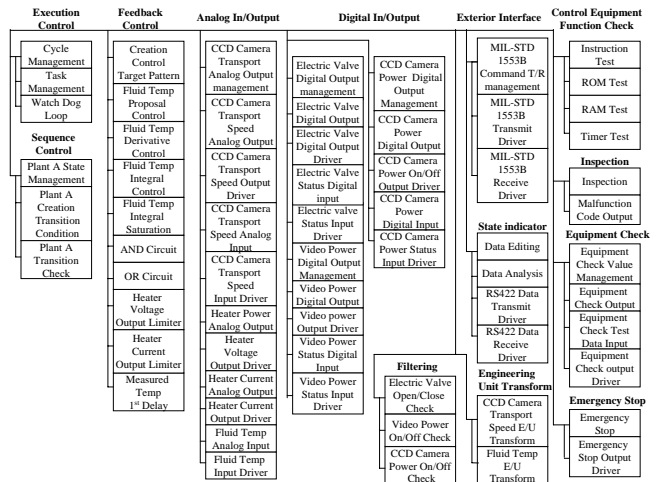 Execution
Control
Cycle
Management
Task
Management
Watch Dog
Loop
Sequence
Control
Plant A State
Management
Plant A
Creation
Transition
Condition
Plant A
Transition
Check
Feedback
Control
Creation
Control
Target Pattern
Fluid Temp
Proposal
Control
Fluid Temp
Derivative
Control
Fluid Temp
Integral
Control
Fluid Temp
Integral
Saturation
AND Circuit
OR Circuit
Heater
Voltage
Output Limiter
Heater
Current
Output Limiter
Measured
Temp
1st Delay
Analog In/Output
CCD Camera
Transport
Analog Output
management
CCD Camera
Transport
Speed
Analog Output
CCD Camera
Transport
Speed Output
Driver
CCD Camera
Transport
Speed Analog
Input
CCD Camera
Transport
Speed
Input Driver
Heater Power
Analog Output
Heater
Voltage
Output Driver
Heater Current
Analog Output
Heater Current
Output Driver
Fluid Temp
Analog Input
Fluid Temp
Input Driver
Digital In/Output
Electric Valve
Digital Output
management
Electric Valve
Digital Output
Electric Valve
Digital Output
Driver
Electric Valve
Status Digital
input
Electric valve
Status Input
Driver
Video Power
Digital Output
Management
Video Power
Digital Output
Video power
Output Driver
Video Power
Status Digital
Input
Video Power
Status Input
Driver
CCD Camera
Power Digital
Output
Management
CCD Camera
Power
Digital Output
CCD Camera
Power On/Off
Output Driver
CCD Camera
Power
Digital Input
CCD Camera
Power Status
Input Driver
Filtering
Electric Valve
Open/Close
Check
Video Power
On/Off Check
CCD Camera
Power On/Off
Check
Exterior Interface
MIL-STD
1553B
Command T/R
management
MIL-STD
1553B
Transmit
Driver
MIL-STD
1553B
Receive
Driver
State indicator
Data Editing
Data Analysis
RS422 Data
Transmit
Driver
RS422 Data
Receive
Driver
Engineering
Unit Transform
CCD Camera
Transport
Speed E/U
Transform
Fluid Temp
E/U
Transform
Control Equipment
Function Check
Instruction
Test
ROM Test
RAM Test
Timer Test
Inspection
Inspection
Malfunction
Code Output
Equipment Check
Equipment
Check Value
Management
Equipment
Check Output
Equipment
Check Test
Data Input
Equipment
Check output
Driver
Emergency Stop
Emergency
Stop
Emergency
Stop Output
Driver